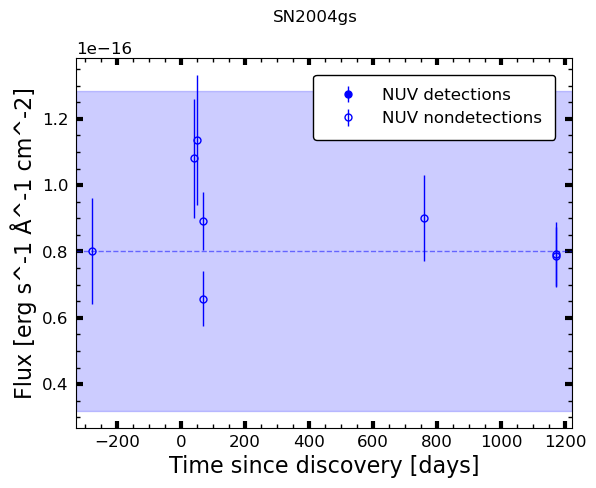 SN2004gs
1e−16
NUV detections
NUV nondetections
1.2
1.0
0.8
0.6
0.4
Flux [erg s^-1 Å^-1 cm^-2]
−200 0 200 400 600 800 1000 1200
Time since discovery [days]